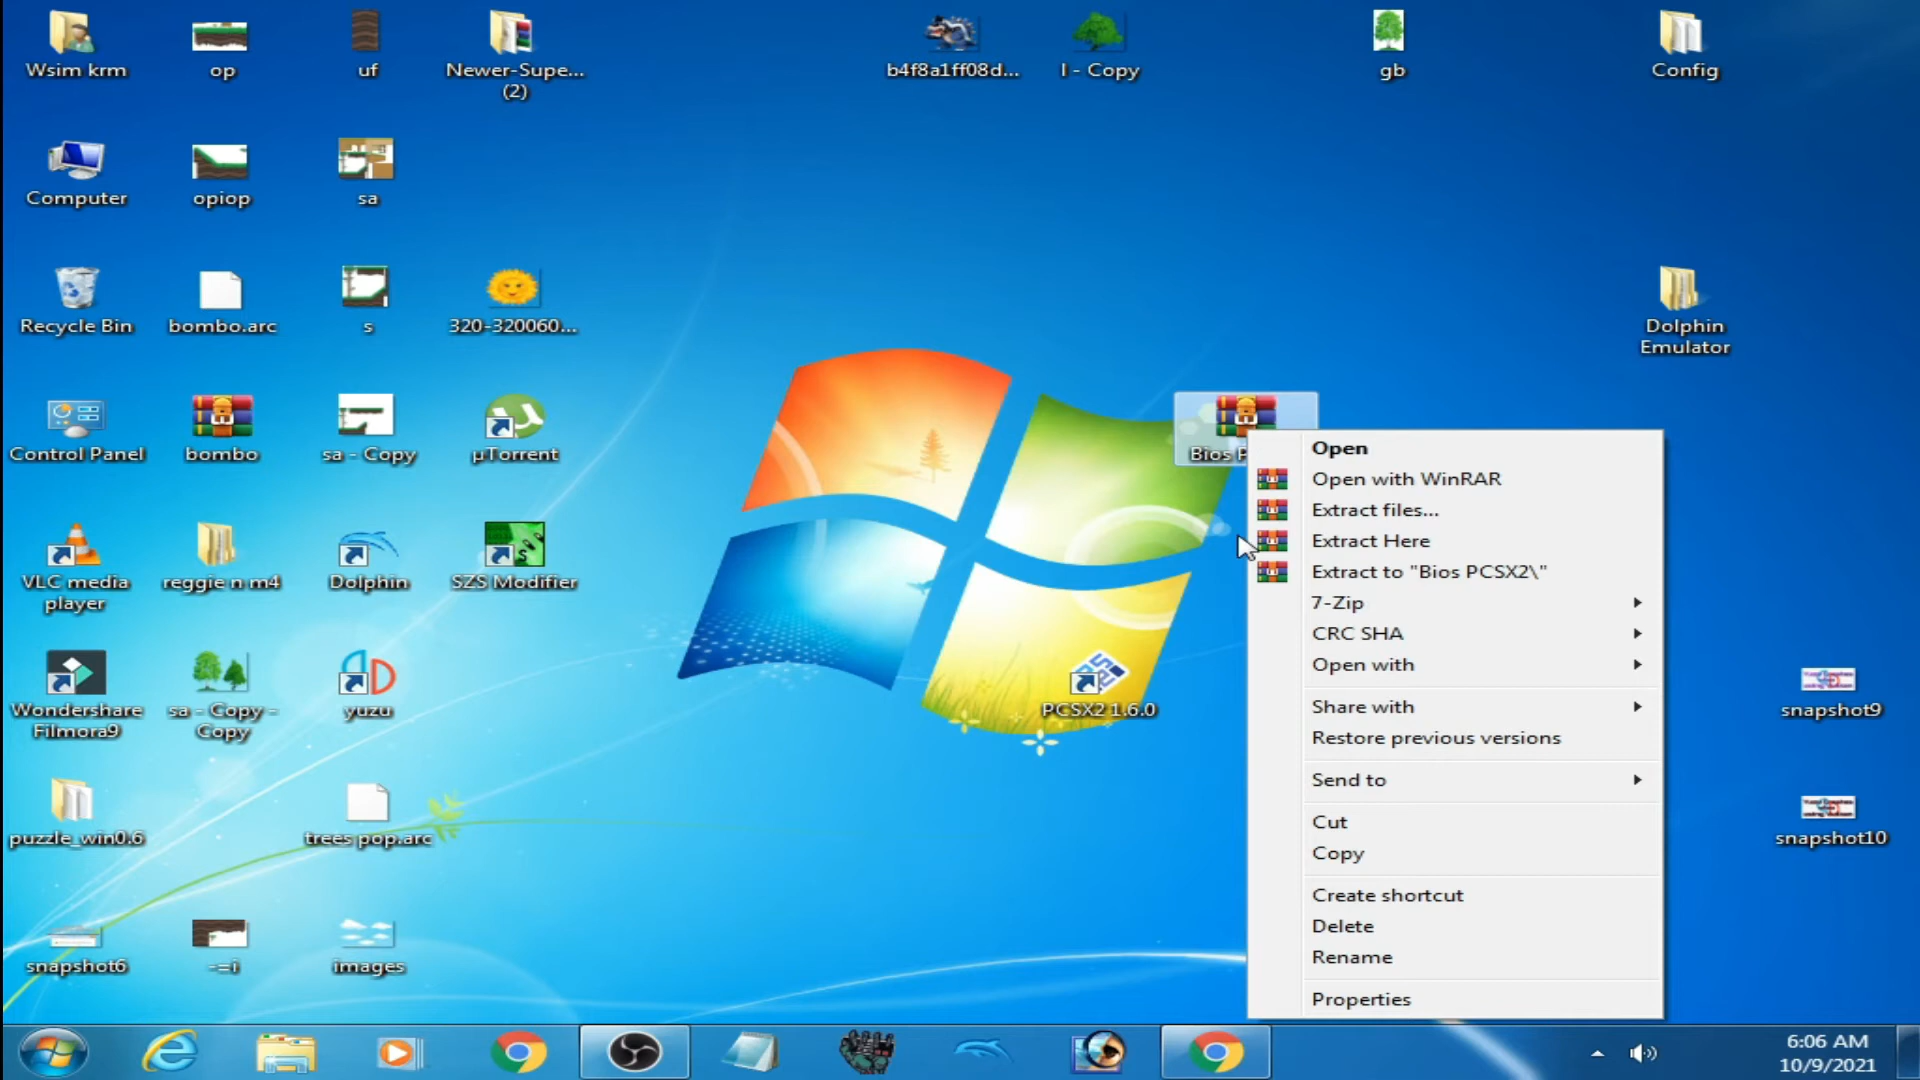 Wsim krm
op
uf
Newer-Supe...
(2)
b4f8a1ff08d...
l - Copy
gb
Config
Computer
opiop
sa
Recycle Bin
bombo.arc
s
320-320060...
Dolphin
Emulator
Control Panel
bombo
sa - Copy
µTorrent
Bios P
VLC media
player
reggie n m4
Dolphin
SZS Modifier
Wondershare
Filmora9
sa - Copy -
Copy
yuzu
PCSX2 1.6.0
snapshot9
puzzle_win0.6
trees pop.arc
snapshot10
snapshot6
-=i
images
Open
Open with WinRAR
Extract files...
Extract Here
Extract to "Bios PCSX2\"
7-Zip
CRC SHA
Open with
Share with
Restore previous versions
Send to
Cut
Copy
Create shortcut
Delete
Rename
Properties
6:06 AM
10/9/2021